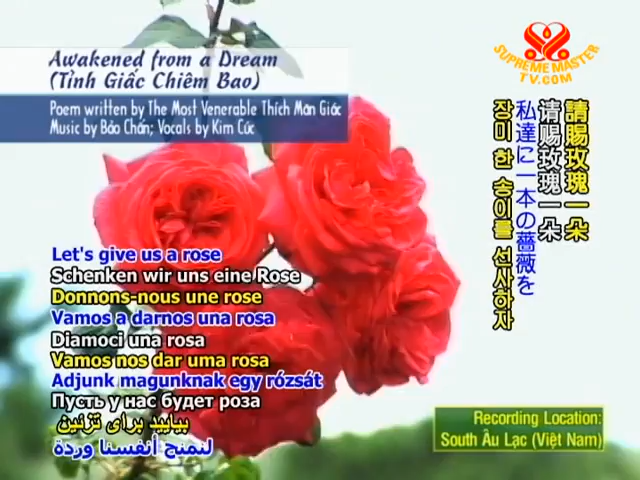 Awakened from a Dream
(Tỉnh Giấc Chiêm Bao)
Poem written by The Most Venerable Thích Mãn Giác
Music by Bảo Chấn; Vocals by Kim Cúc
SUPREME MASTER
TV.COM
請賜玫瑰一朵
请赐玫瑰一朵
私達に一本の薔薇を
장미 한 송이를 선사하자
Let's give us a rose
Schenken wir uns eine Rose
Donnons-nous une rose
Vamos a darnos una rosa
Diamoci una rosa
Vamos nos dar uma rosa
Adjunk magunknak egy rózsát
Пусть у нас будет роза
بیایید برای تزئین
لنمنح أنفسنا وردة
Recording Location:
South Âu Lạc (Việt Nam)